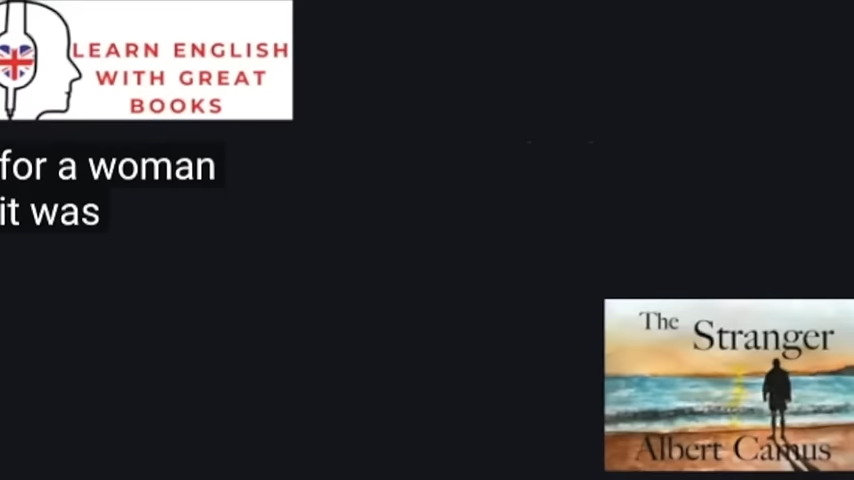 LEARN ENGLISH
WITH GREAT
BOOKS
for a woman
it was
The Stranger
Albert Camus